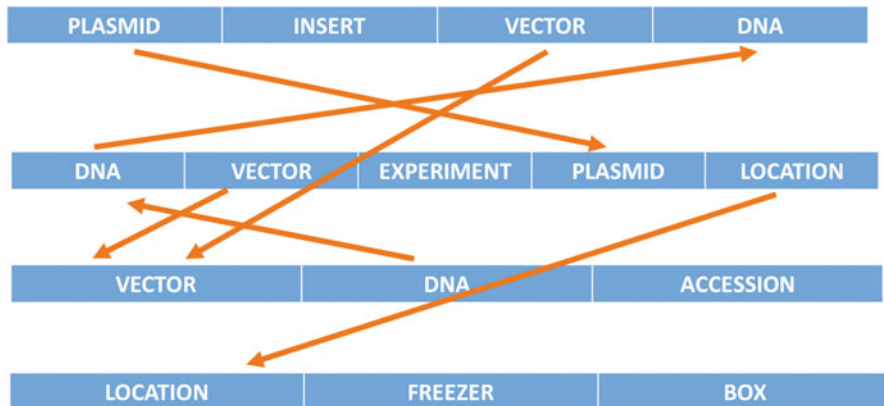 PLASMID INSERT VECTOR DNA
DNA VECTOR EXPERIMENT PLASMID LOCATION
VECTOR DNA ACCESSION
LOCATION FREEZER BOX